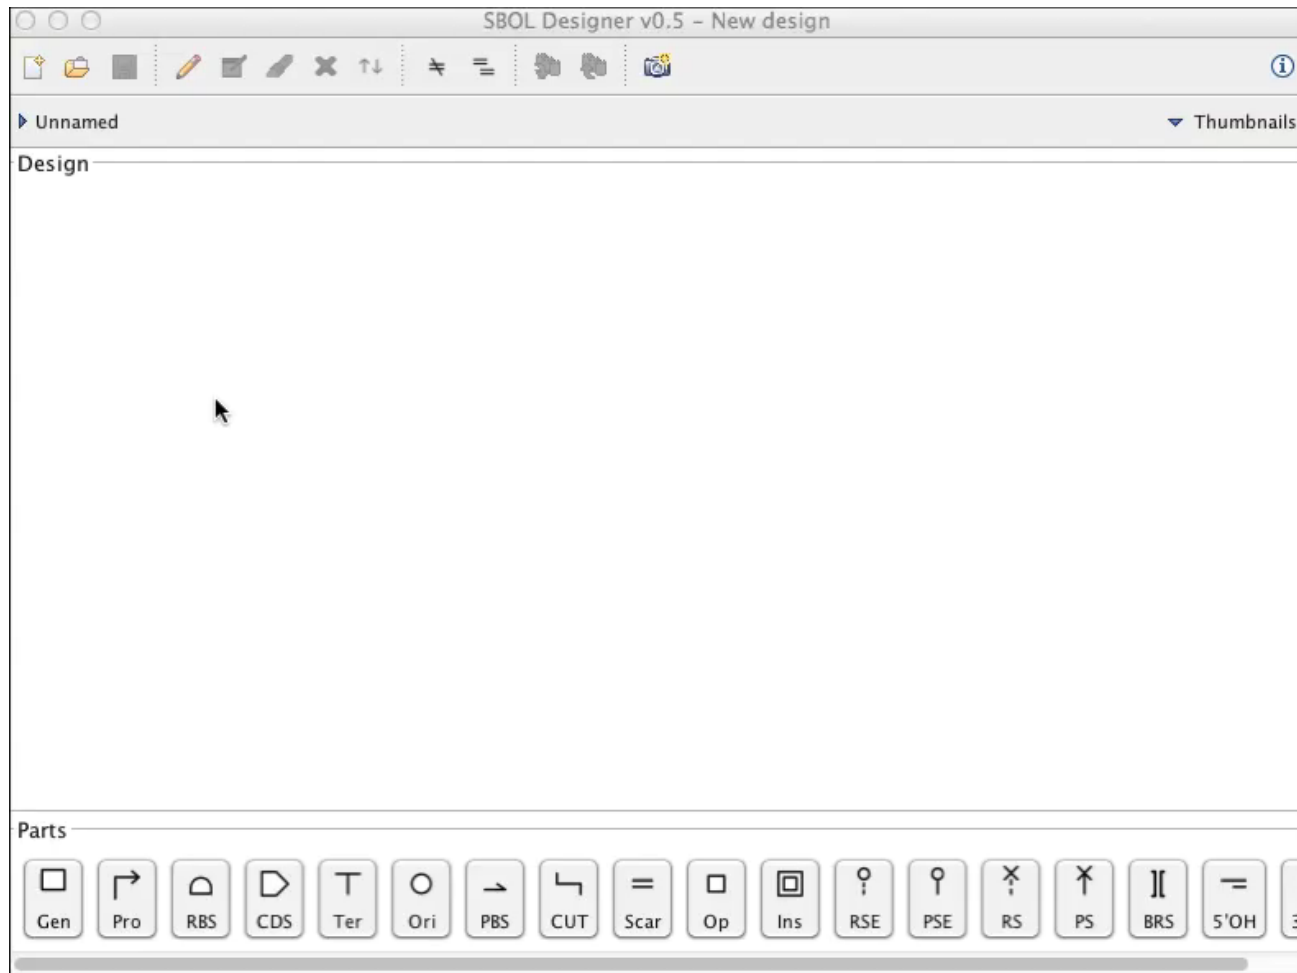 SBOL Designer v0.5 – New design
Unnamed
Thumbnails
Design
Parts
Gen Pro RBS CDS Ter Ori PBS CUT Scar Op Ins RSE PSE RS PS BRS 5'OH